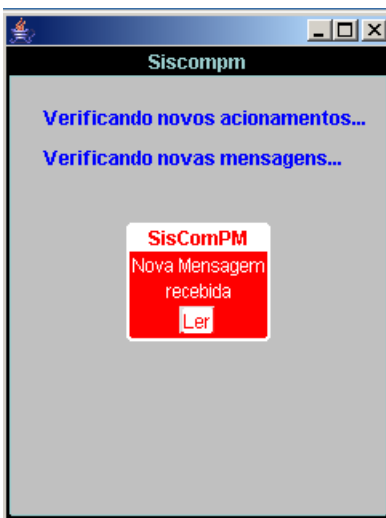 Siscompm
Verificando novos acionamentos...
Verificando novas mensagens...
SisComPM
Nova Mensagem
recebida
Ler